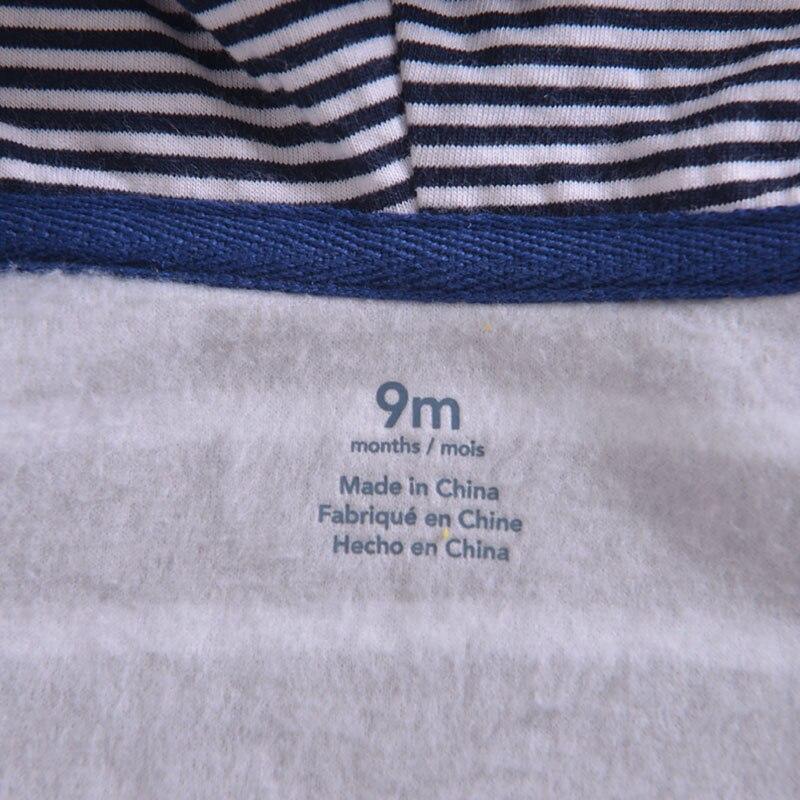 9m
months / mois
Made in China
Fabriqué en Chine
Hecho en China